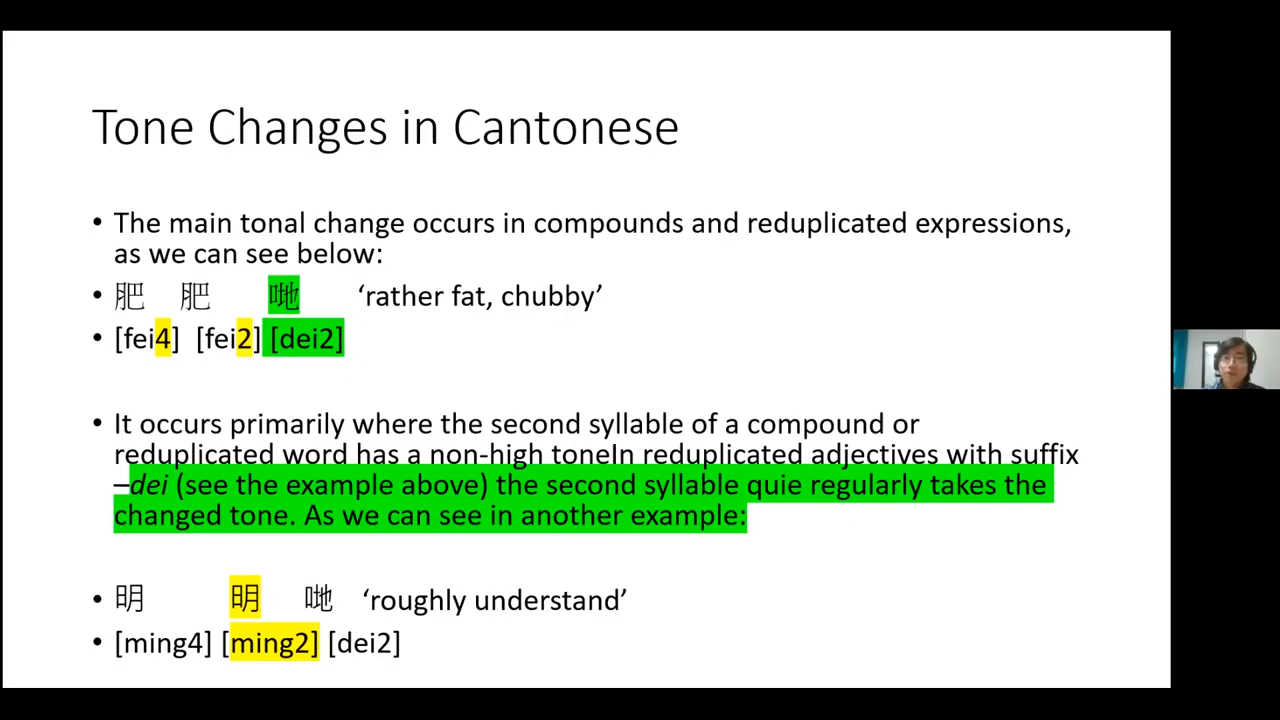 Tone Changes in Cantonese
• The main tonal change occurs in compounds and reduplicated expressions,
as we can see below:
• 肥 肥 哋 ‘rather fat, chubby’
• [fei4] [fei2] [dei2]
• It occurs primarily where the second syllable of a compound or
reduplicated word has a non-high toneIn reduplicated adjectives with suffix
–dei (see the example above) the second syllable quie regularly takes the
changed tone. As we can see in another example:
• 明 明 哋 ‘roughly understand’
• [ming4] [ming2] [dei2]